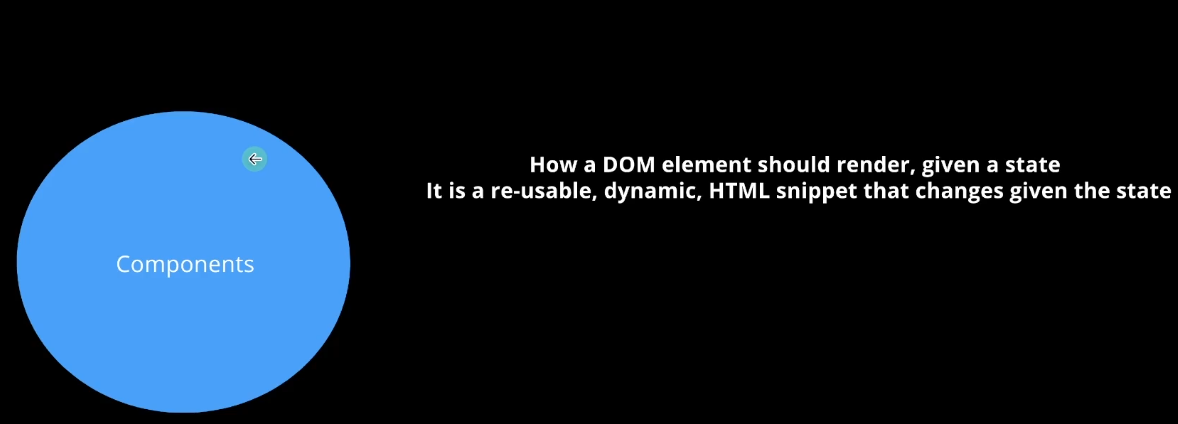 How a DOM element should render, given a state
It is a re-usable, dynamic, HTML snippet that changes given the state
Components